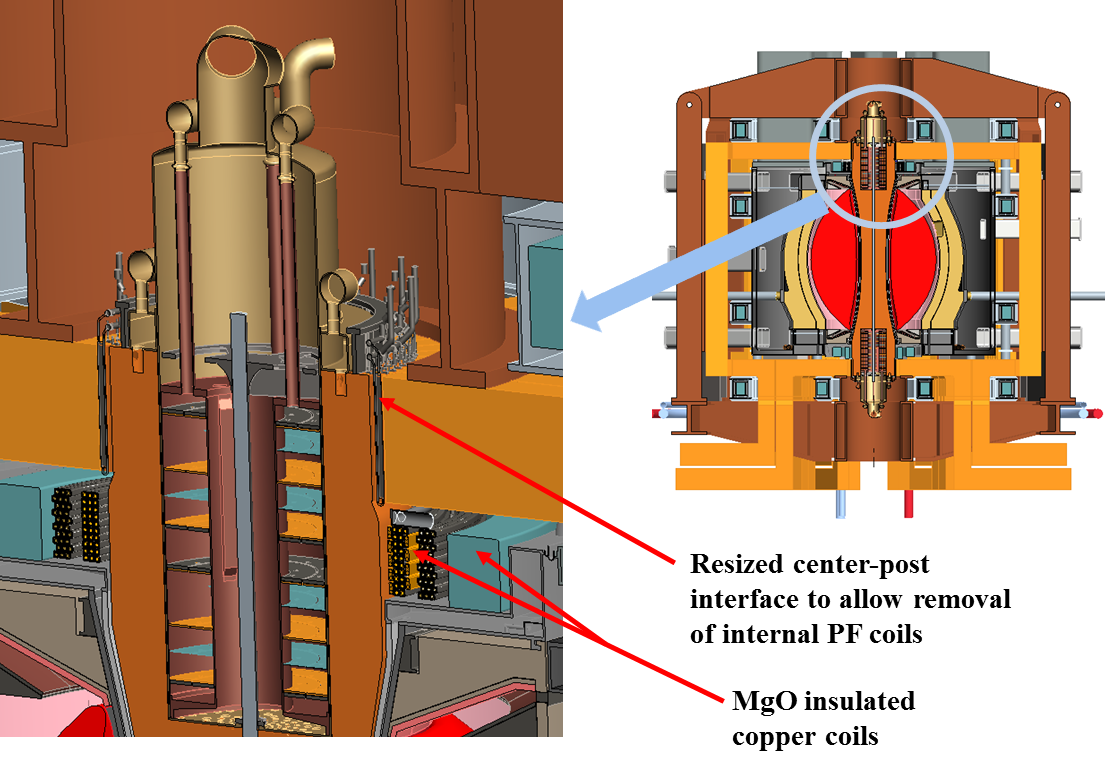 Resized center-post
interface to allow removal
of internal PF coils
MgO insulated
copper coils